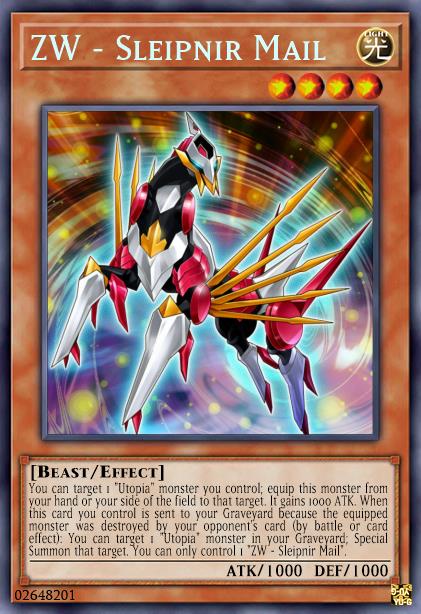 ZW - Sleipnir Mail
LIGHT
光
[Beast/Effect]
You can target 1 "Utopia" monster you control; equip this monster
from your hand or your side of the field to that target. It gains 1000 ATK. When
this card you control is sent to your Graveyard because the equipped
monster was destroyed by your opponent's card (by battle or card
effect): You can target 1 "Utopia" monster in your Graveyard; Special
Summon that target. You can only control 1 "ZW - Sleipnir Mail".
ATK/1000 DEF/1000
02648201